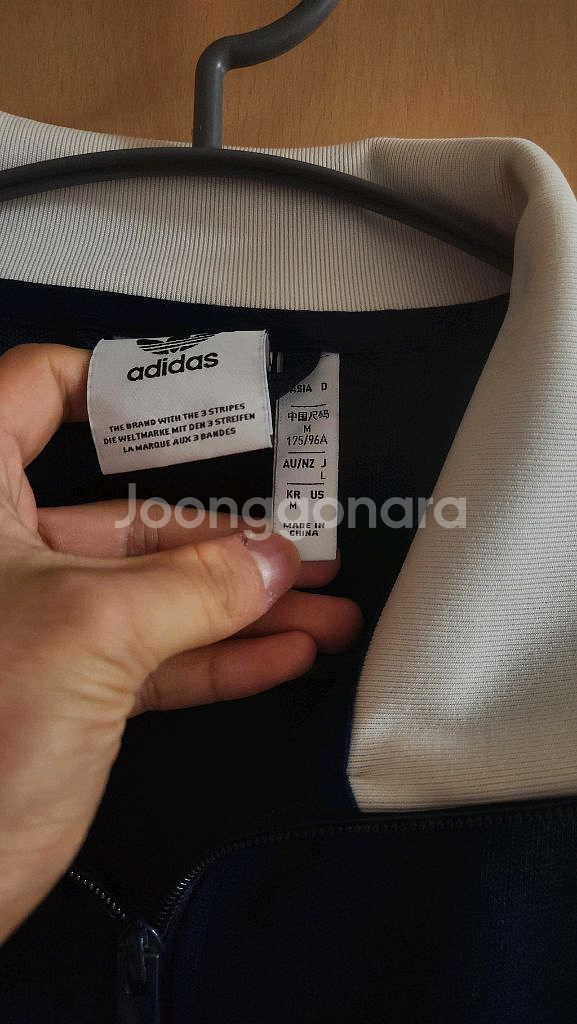 adidas
THE BRAND WITH THE 3 STRIPES
DIE WELTMARKE MIT DEN 3 STREIFEN
LA MARQUE AUX 3 BANDES
ASIA D
中国尺码
M
175/96A
AU/NZ J
L
KR US
M
MADE IN
CHINA
Joonggonara